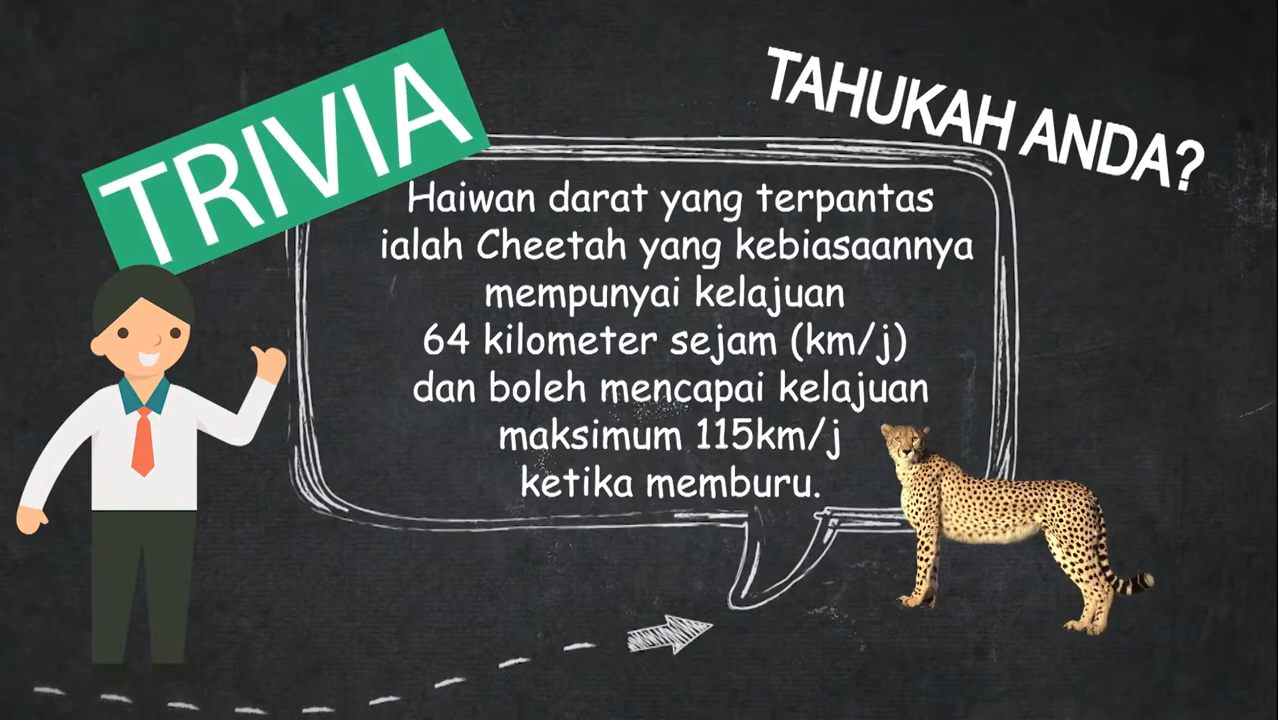 TRIVIA
TAHUKAH ANDA?
Haiwan darat yang terpantas
ialah Cheetah yang kebiasaannya
mempunyai kelajuan
64 kilometer sejam (km/j)
dan boleh mencapai kelajuan
maksimum 115km/j
ketika memburu.